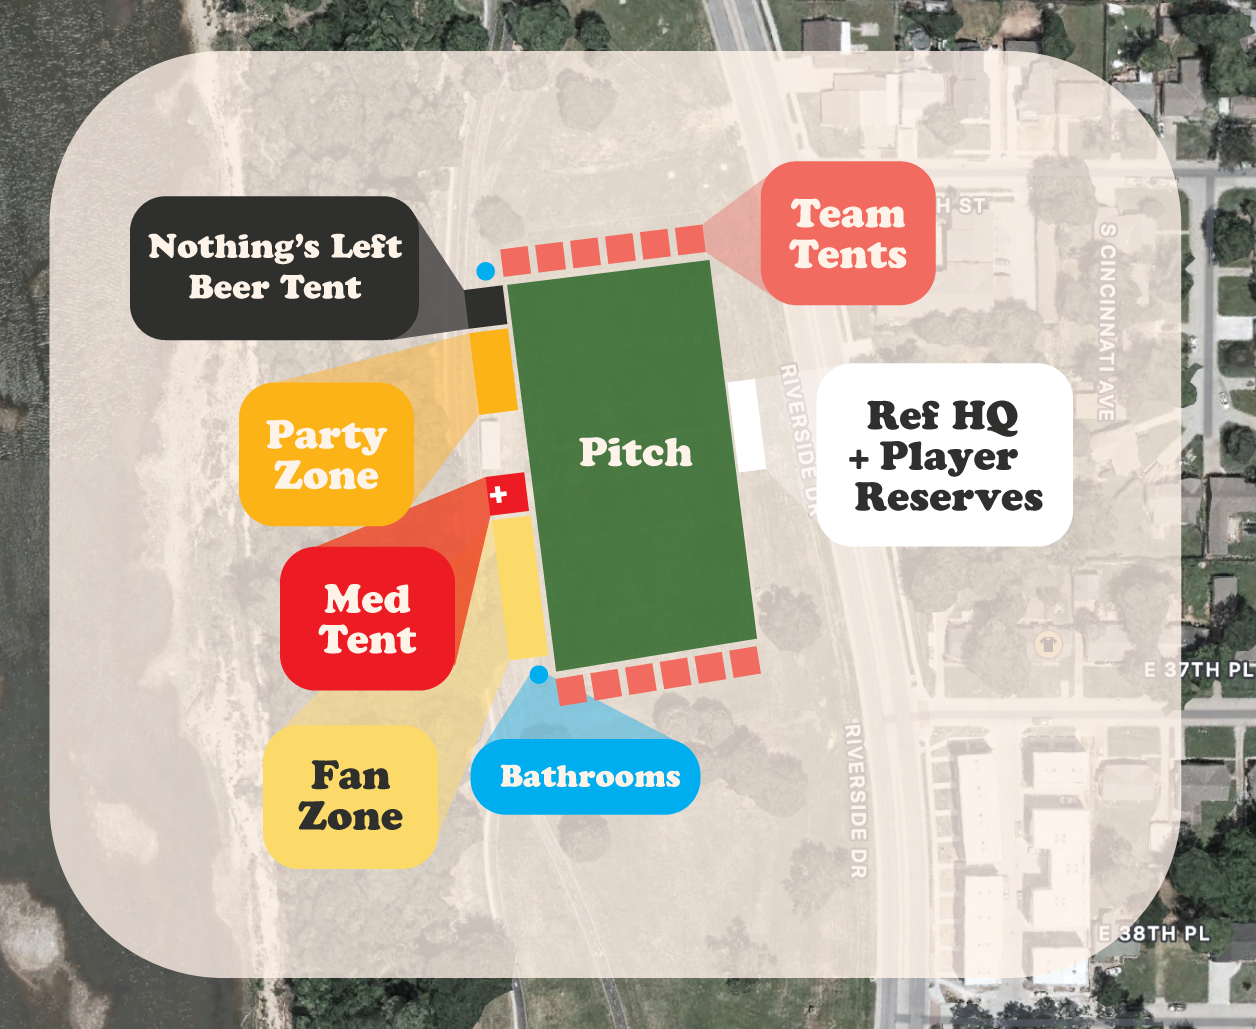 Nothing's Left
Beer Tent
Team
Tents
H ST
S CINCINNATI AVE
Party
Zone
Pitch
RIVERSIDE DR
Ref HQ
+ Player
Reserves
+
Med
Tent
E 37TH PL
Fan
Zone
Bathrooms
RIVERSIDE DR
E 38TH PL